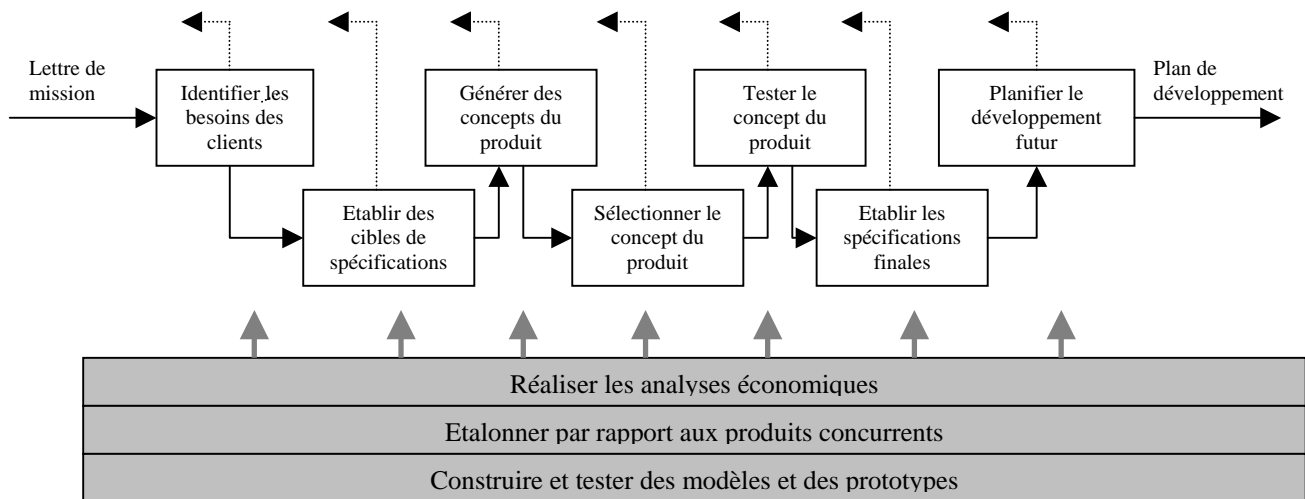 Lettre de
mission
Identifier les
besoins des
clients
Etablir des
cibles de
spécifications
Générer des
concepts du
produit
Sélectionner le
concept du
produit
Tester le
concept du
produit
Etablir les
spécifications
finales
Planifier le
développement
futur
Plan de
développement
Réaliser les analyses économiques
Etalonner par rapport aux produits concurrents
Construire et tester des modèles et des prototypes